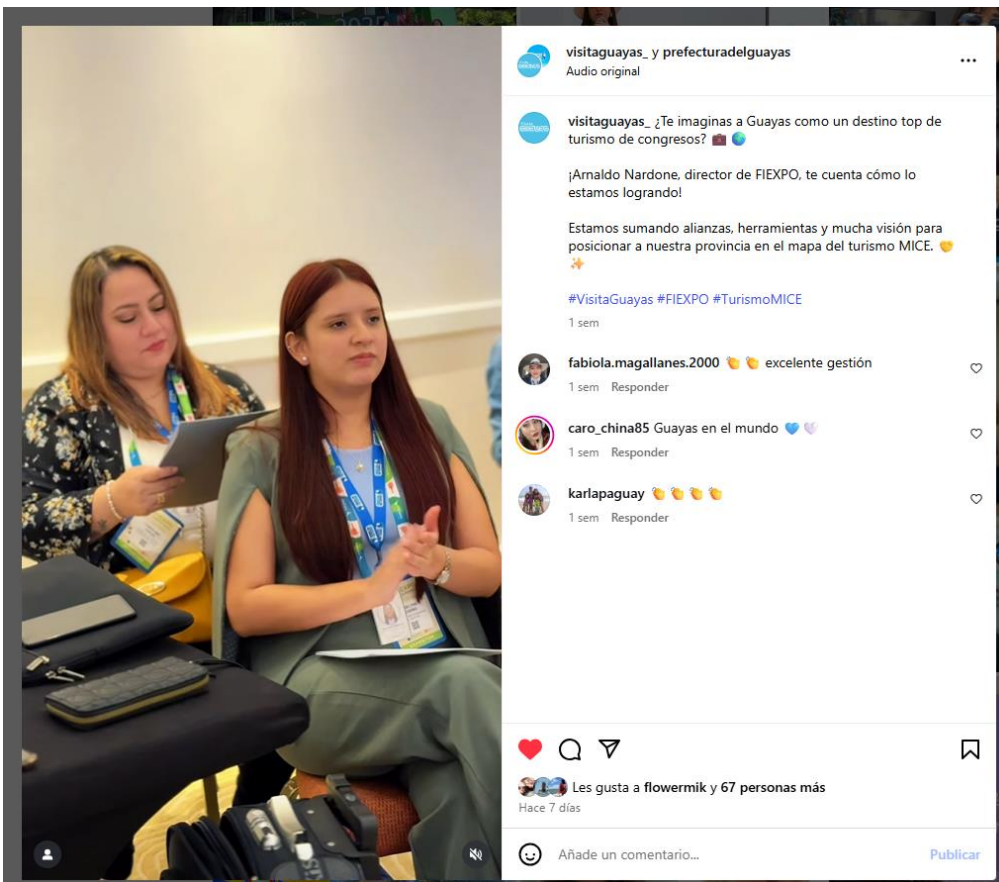 visitaguayas_ y prefecturadelguayas
Audio original
visitaguayas_ ¿Te imaginas a Guayas como un destino top de
turismo de congresos? 💼 🌎
¡Arnaldo Nardone, director de FIEXPO, te cuenta cómo lo
estamos logrando!
Estamos sumando alianzas, herramientas y mucha visión para
posicionar a nuestra provincia en el mapa del turismo MICE. 🤝
✨
#VisitaGuayas #FIEXPO #TurismoMICE
1 sem
fabiola.magallanes.2000 👏 👏 excelente gestión
1 sem Responder
caro_china85 Guayas en el mundo 💙 🤍
1 sem Responder
karlapaguay 👏 👏 👏 👏
1 sem Responder
Les gusta a flowermik y 67 personas más
Hace 7 días
Añade un comentario...
Publicar